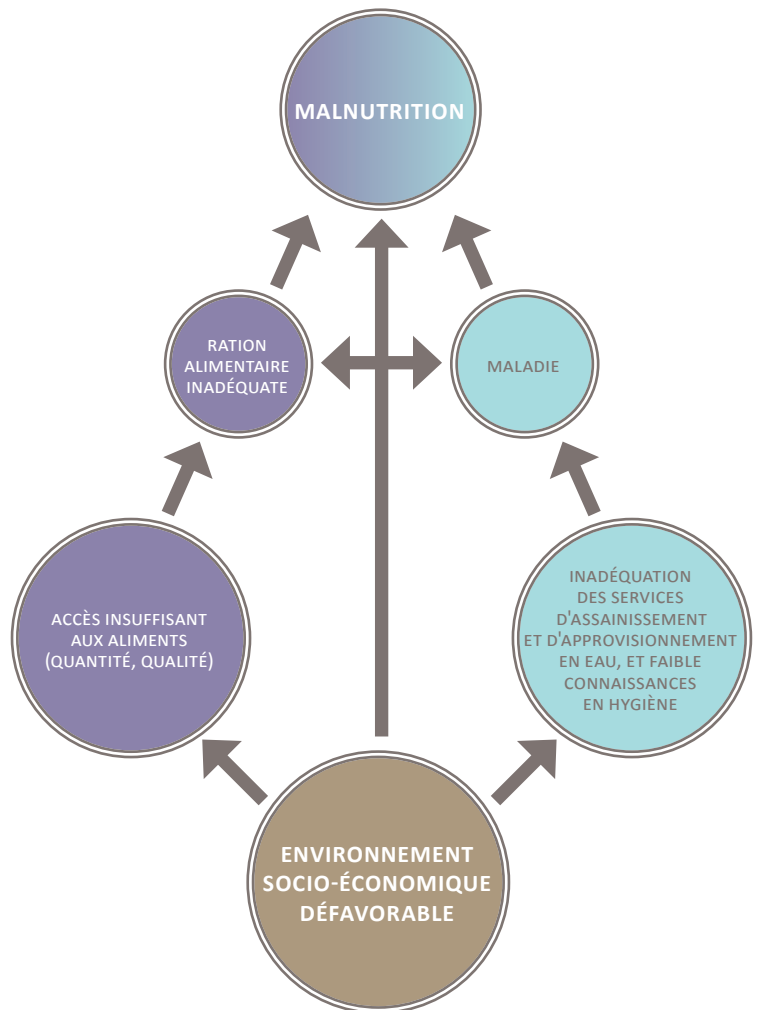 MALNUTRITION
RATION
ALIMENTAIRE
INADÉQUATE
MALADIE
ACCÈS INSUFFISANT
AUX ALIMENTS
(QUANTITÉ, QUALITÉ)
INADÉQUATION
DES SERVICES
D'ASSAINISSEMENT
ET D'APPROVISIONNEMENT
EN EAU, ET FAIBLE
CONNAISSANCES
EN HYGIÈNE
ENVIRONNEMENT
SOCIO-ÉCONOMIQUE
DÉFAVORABLE